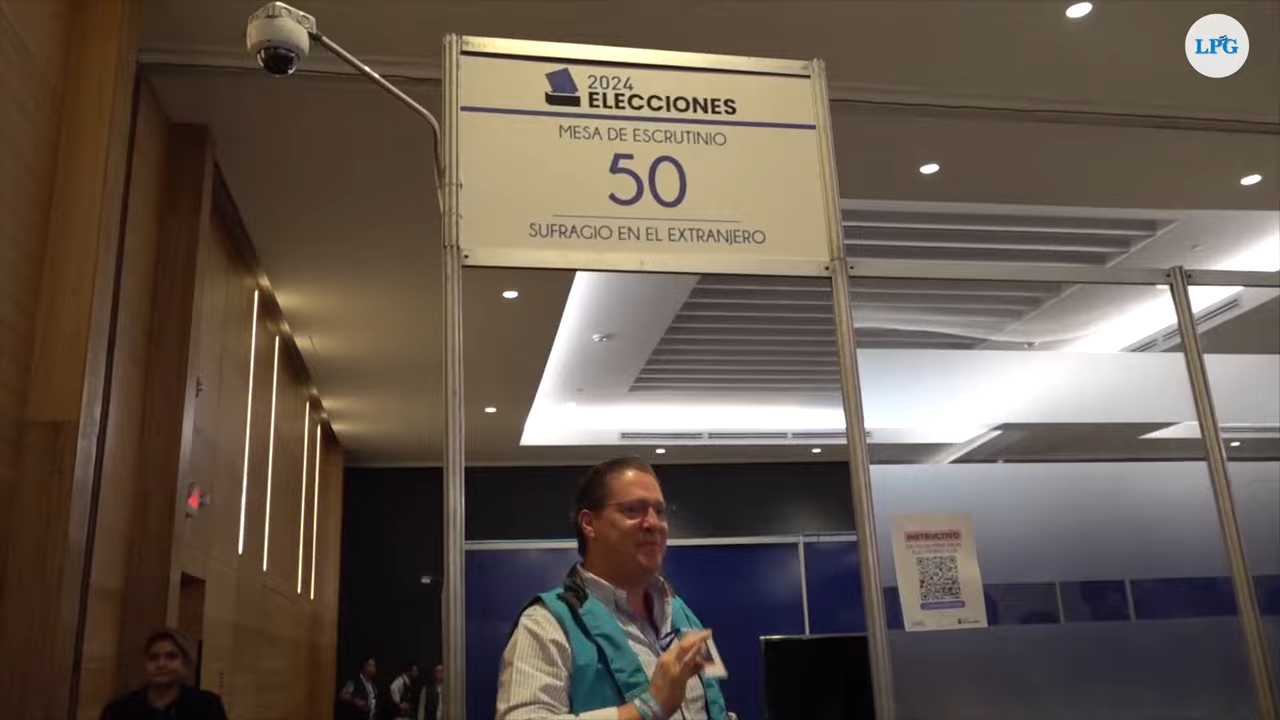 LPG
2024
ELECCIONES
MESA DE ESCRUTINIO
50
SUFRAGIO EN EL EXTRANJERO
INSTRUCTIVO